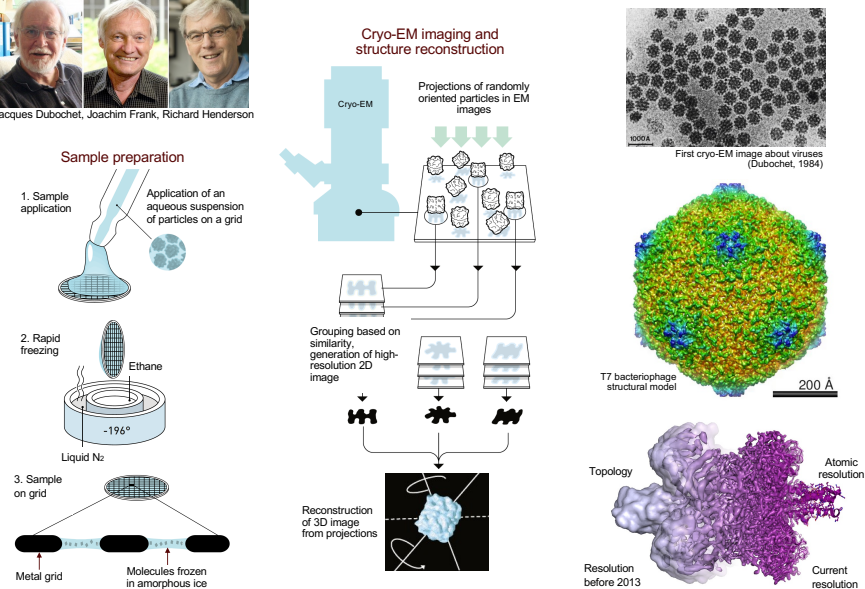 acques Dubochet, Joachim Frank, Richard Henderson
Sample preparation
1. Sample
application
Application of an
aqueous suspension
of particles on a grid
2. Rapid
freezing
Ethane
-196°
Liquid N2
3. Sample
on grid
Metal grid
Molecules frozen
in amorphous ice
Cryo-EM imaging and
structure reconstruction
Cryo-EM
Projections of randomly
oriented particles in EM
images
Grouping based on
similarity,
generation of high-
resolution 2D
image
Reconstruction
of 3D image
from projections
1000Å
First cryo-EM image about viruses
(Dubochet, 1984)
T7 bacteriophage
structural model
200 Å
Topology
Atomic
resolution
Resolution
before 2013
Current
resolution